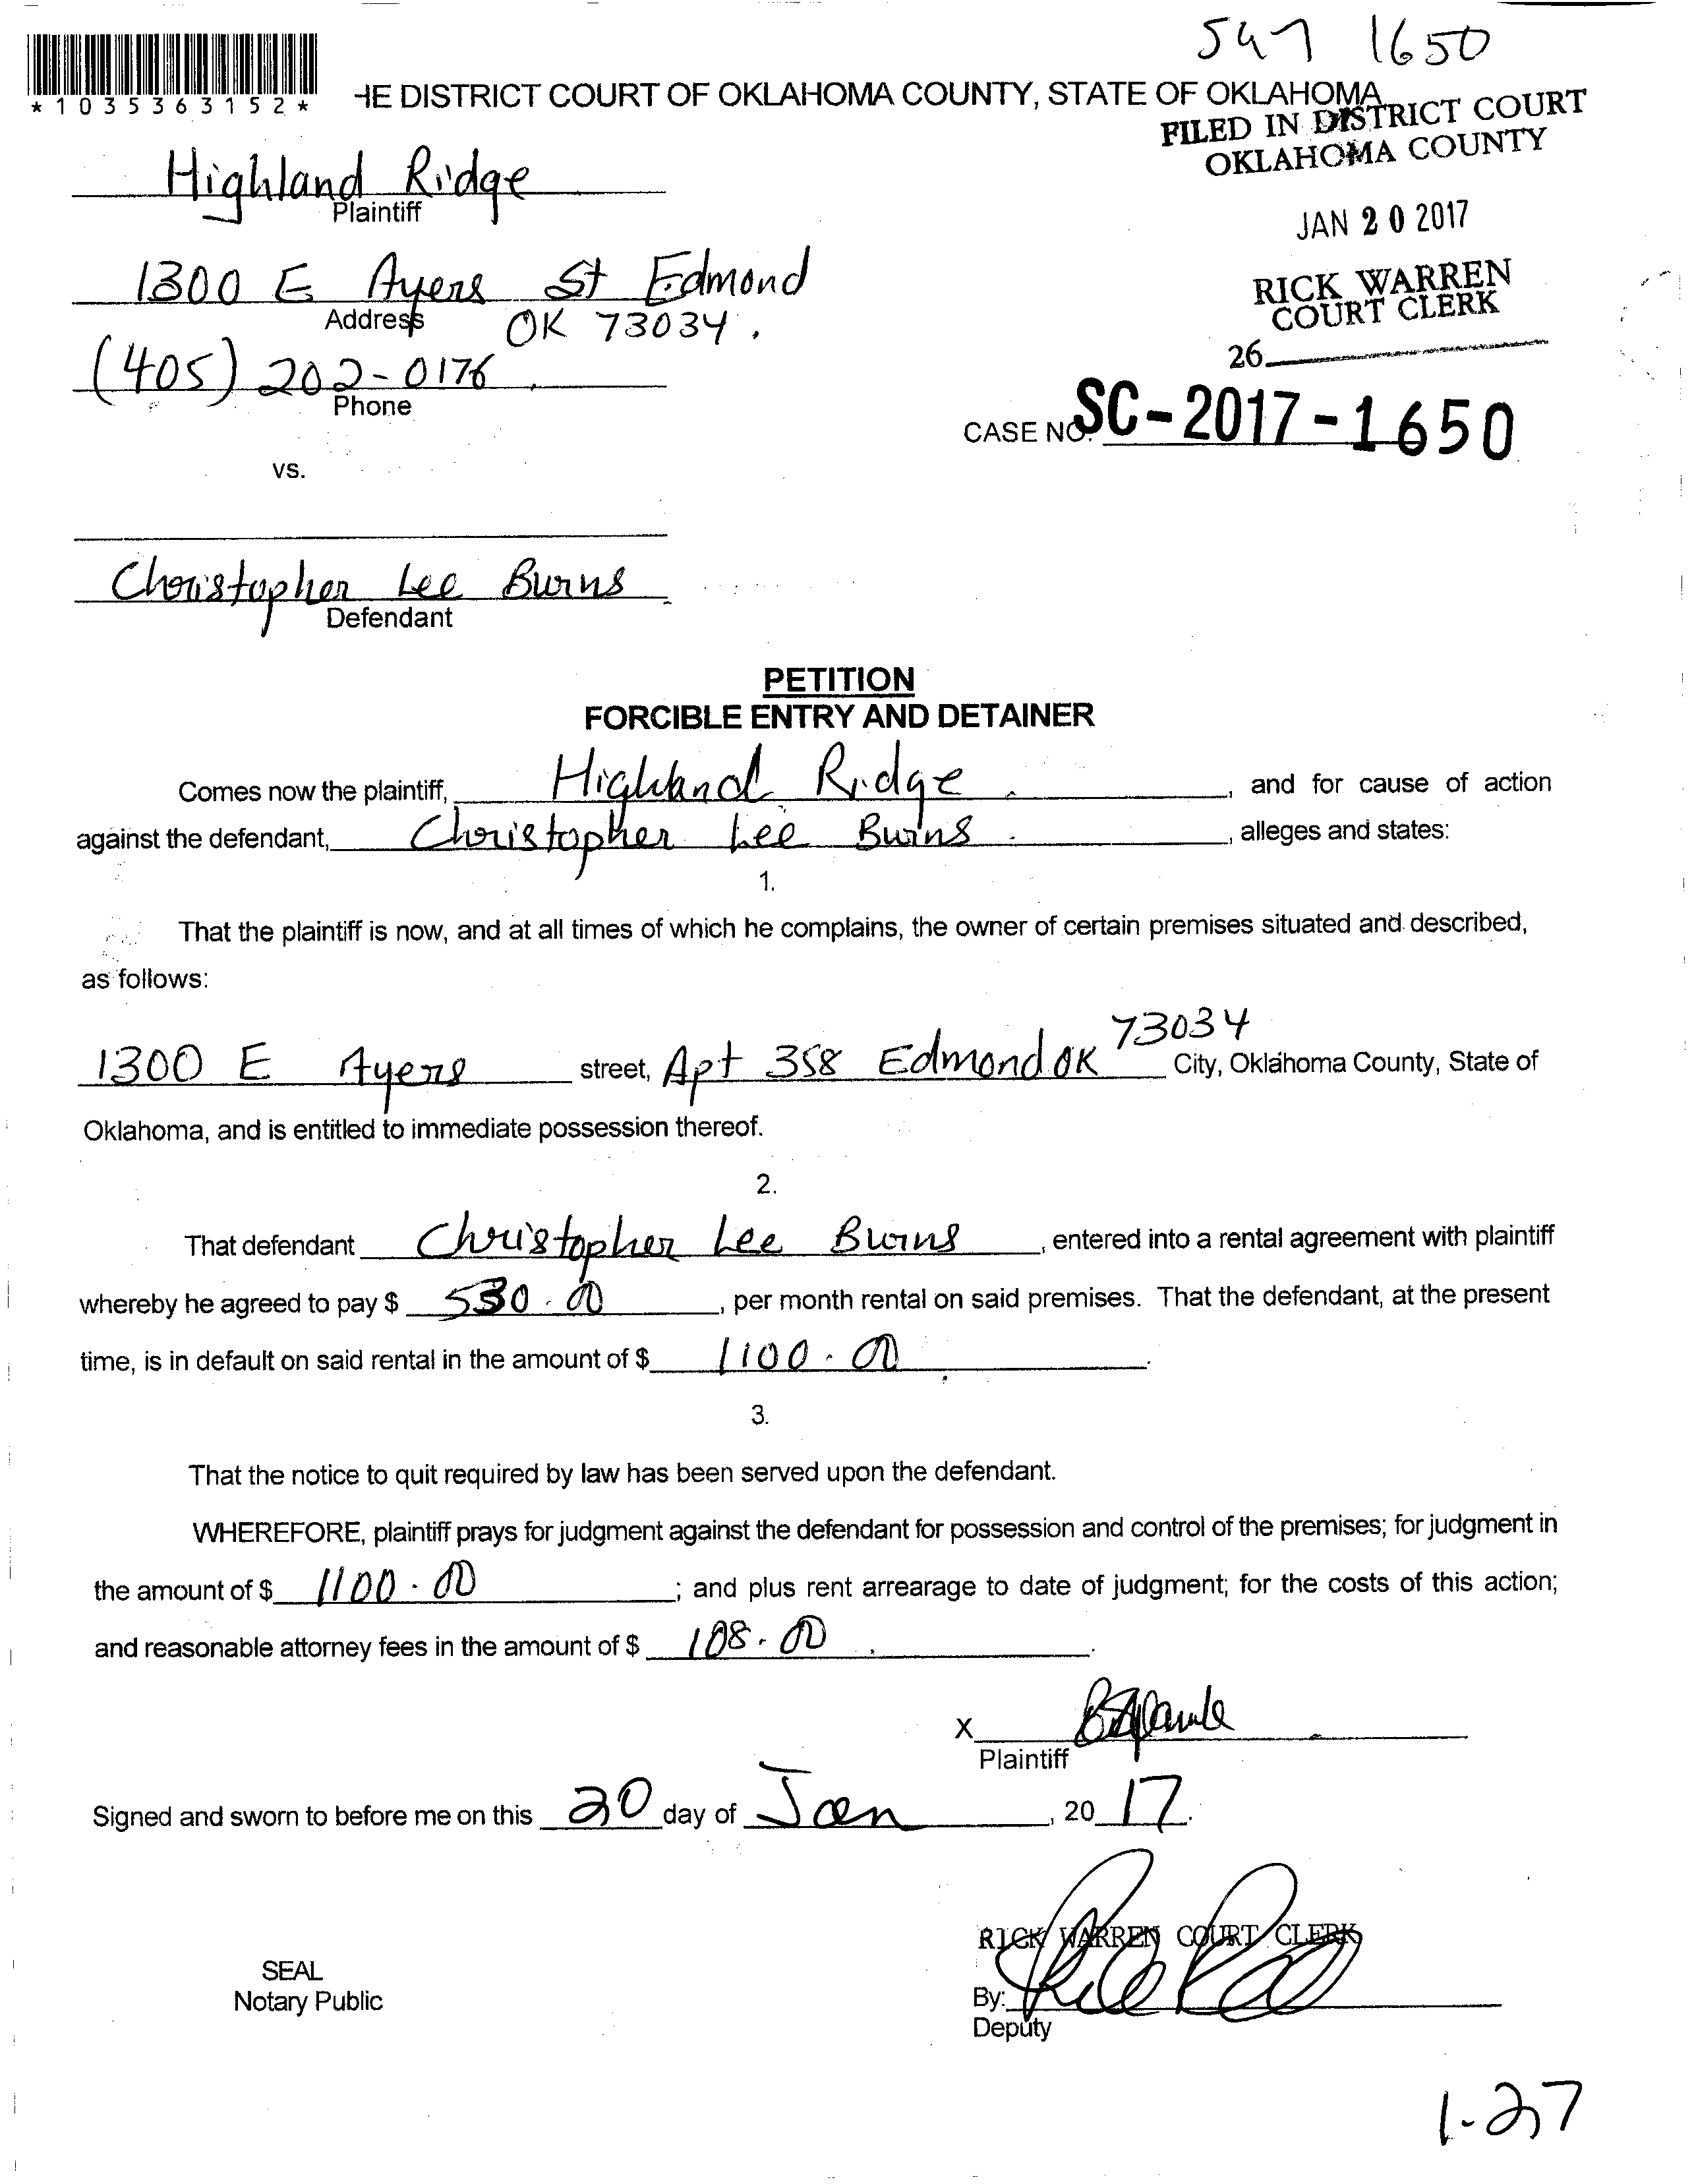 547 1650
*1035363152*
HE DISTRICT COURT OF OKLAHOMA COUNTY, STATE OF OKLAHOMA
FILED IN DISTRICT COURT
OKLAHOMA COUNTY
JAN 20 2017
RICK WARREN
COURT CLERK
26
Highland Ridge
Plaintiff
1300 E Ayers St Edmond
Address OK 73034.
(405) 202-0176
Phone
CASE NO. SC-2017-1650
vs.
Christopher Lee Burns
Defendant
PETITION
FORCIBLE ENTRY AND DETAINER
Comes now the plaintiff, Highland Ridge, and for cause of action
against the defendant, Christopher Lee Burns, alleges and states:
1.
That the plaintiff is now, and at all times of which he complains, the owner of certain premises situated and described,
as follows:
73034
1300 E Ayers street, Apt 358 Edmond OK City, Oklahoma County, State of
Oklahoma, and is entitled to immediate possession thereof.
2.
That defendant Christopher Lee Burns, entered into a rental agreement with plaintiff
whereby he agreed to pay $ 530.00, per month rental on said premises. That the defendant, at the present
time, is in default on said rental in the amount of $ 1100.00.
3.
That the notice to quit required by law has been served upon the defendant.
WHEREFORE, plaintiff prays for judgment against the defendant for possession and control of the premises; for judgment in
the amount of $ 1100.00; and plus rent arrearage to date of judgment; for the costs of this action;
and reasonable attorney fees in the amount of $ 108.00.
X
Plaintiff
Signed and sworn to before me on this 20 day of Jan, 20 17.
RICK WARREN COURT CLERK
SEAL
Notary Public
By:
Deputy
1-27